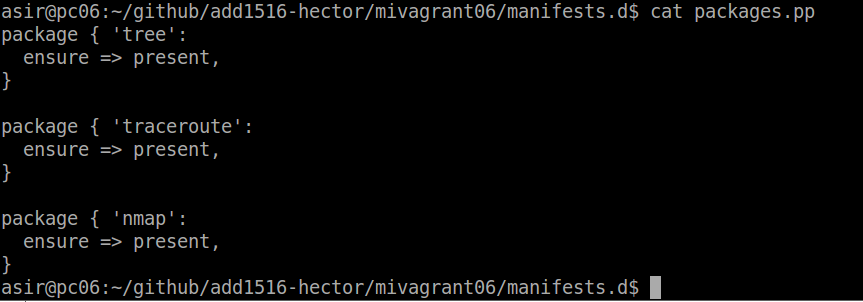 asir@pc06:~/github/add1516-hector/mivagrant06/manifests.d$ cat packages.pp
package { 'tree':
  ensure => present,
}

package { 'traceroute':
  ensure => present,
}

package { 'nmap':
  ensure => present,
}
asir@pc06:~/github/add1516-hector/mivagrant06/manifests.d$